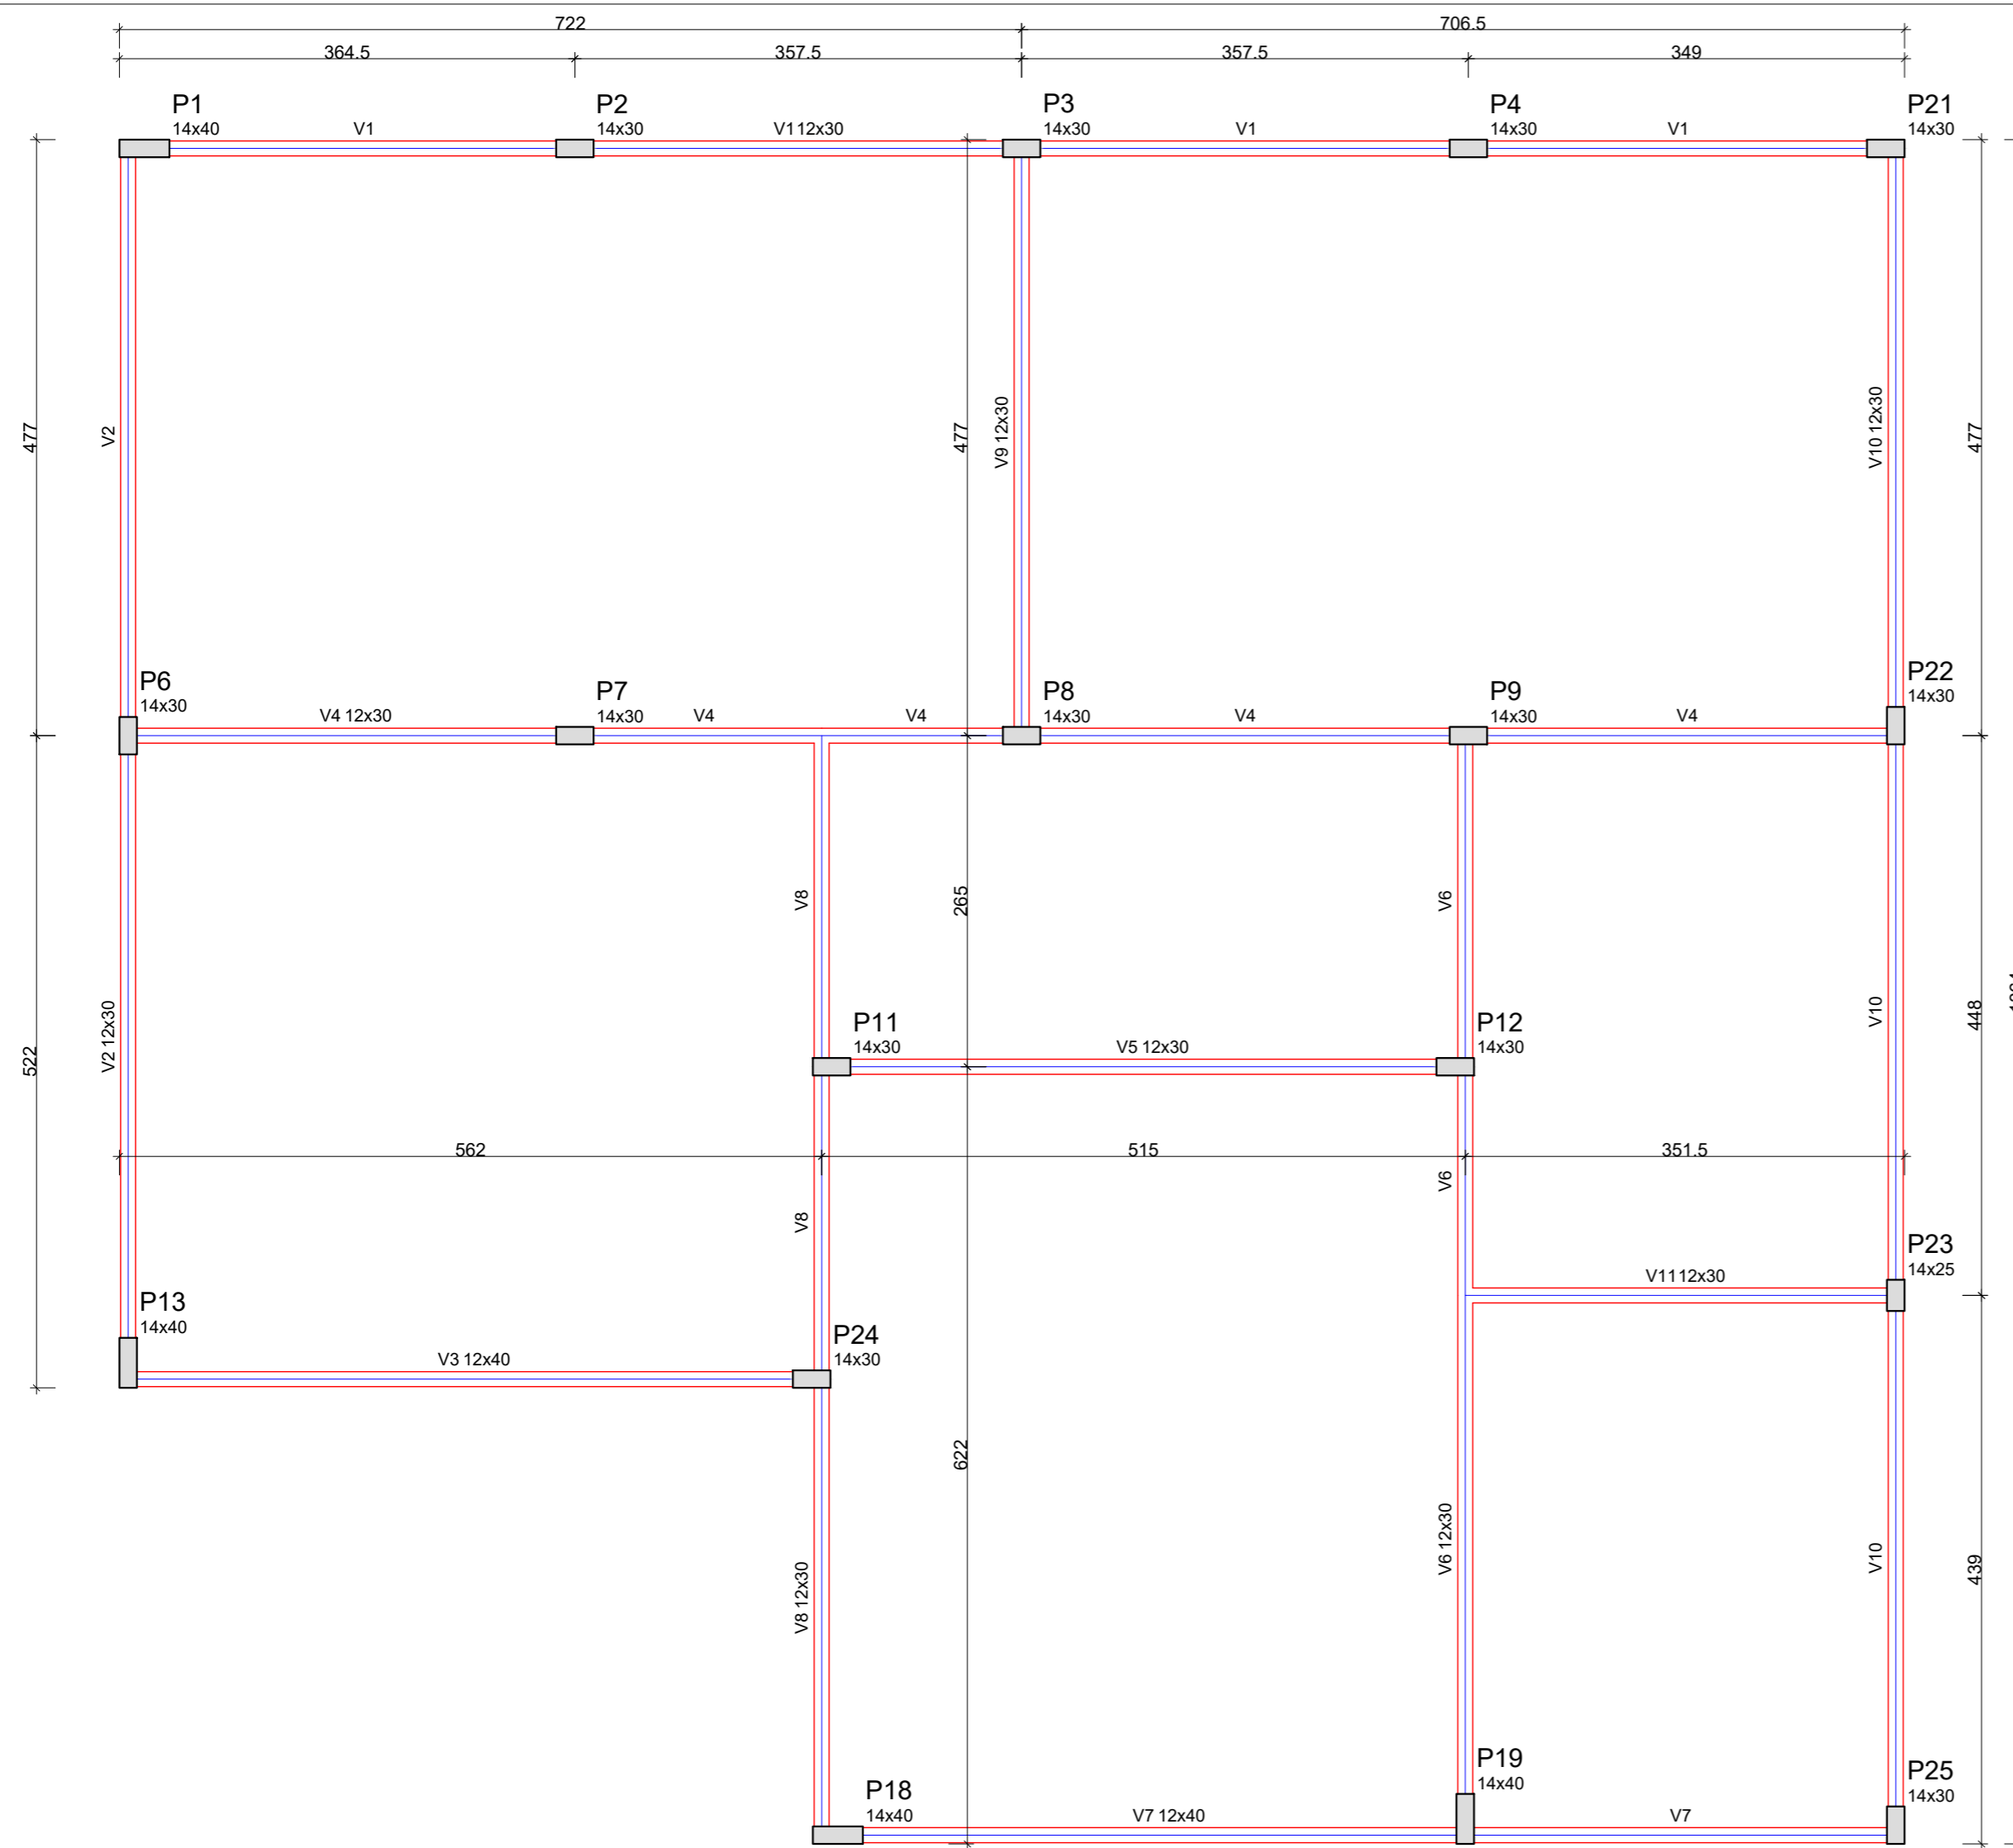 722
706.5
364.5
357.5
357.5
349
P1
14x40
V1
P2
14x30
V1 12x30
P3
14x30
V1
P4
14x30
V1
P21
14x30
477
V2
477
V9 12x30
V10 12x30
477
P6
14x30
V4 12x30
P7
14x30
V4
V4
P8
14x30
V4
P9
14x30
V4
P22
14x30
V8
265
V6
522
V2 12x30
P11
14x30
V5 12x30
P12
14x30
V10
448
562
515
351.5
V8
V6
P23
14x25
V11 12x30
P13
14x40
V3 12x40
P24
14x30
622
V8 12x30
V6 12x30
V10
439
P18
14x40
V7 12x40
P19
14x40
V7
P25
14x30